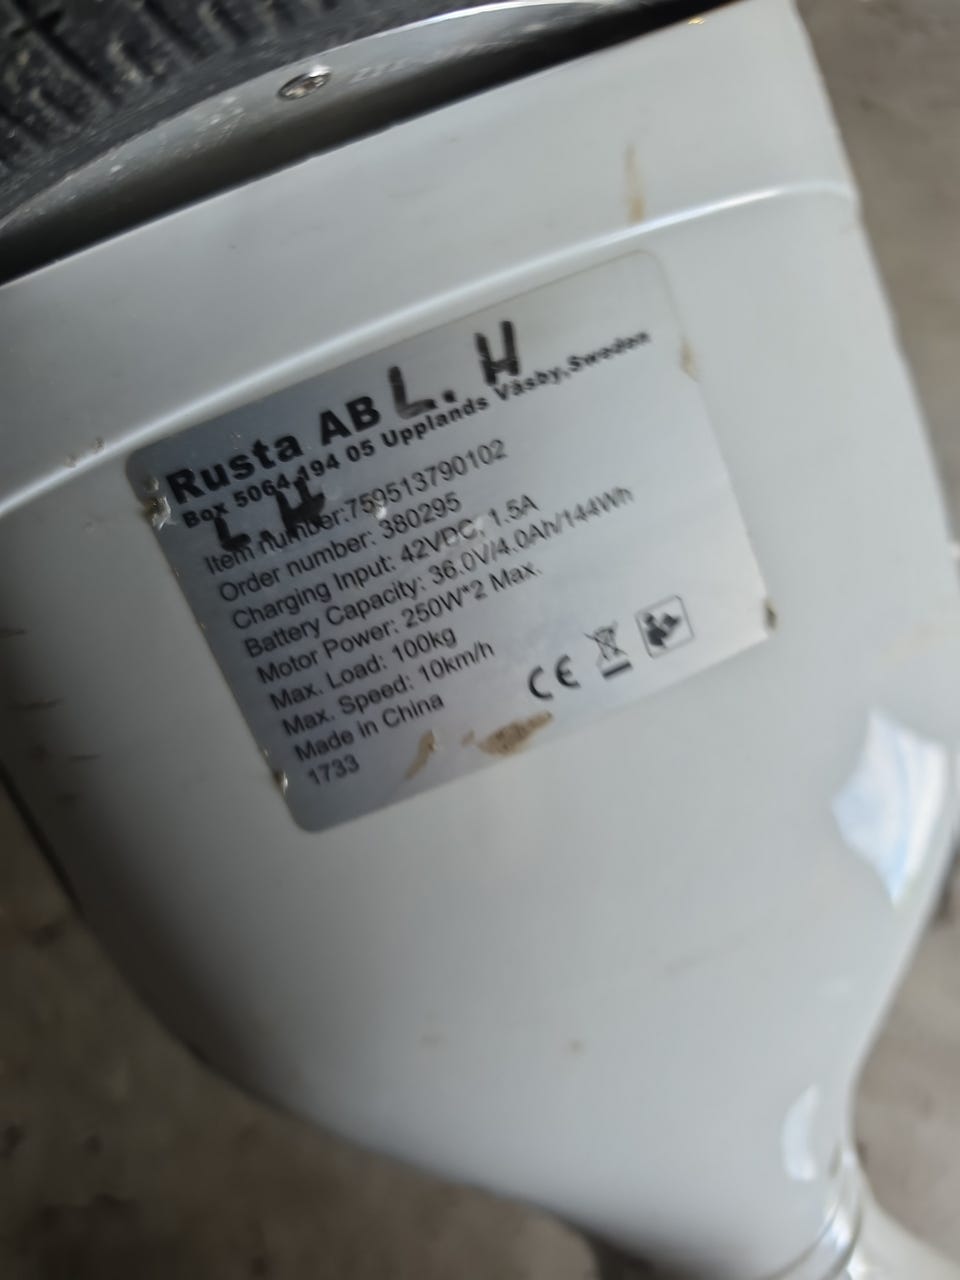 Rusta AB L. H
Box 5064,194 05 Upplands Väsby,Sweden
L. H
Item number:759513790102
Order number: 380295
Charging Input: 42VDC, 1.5A
Battery Capacity: 36.0V/4.0Ah/144Wh
Motor Power: 250W*2 Max.
Max. Load: 100kg
Max. Speed: 10km/h
Made in China
1733
CE